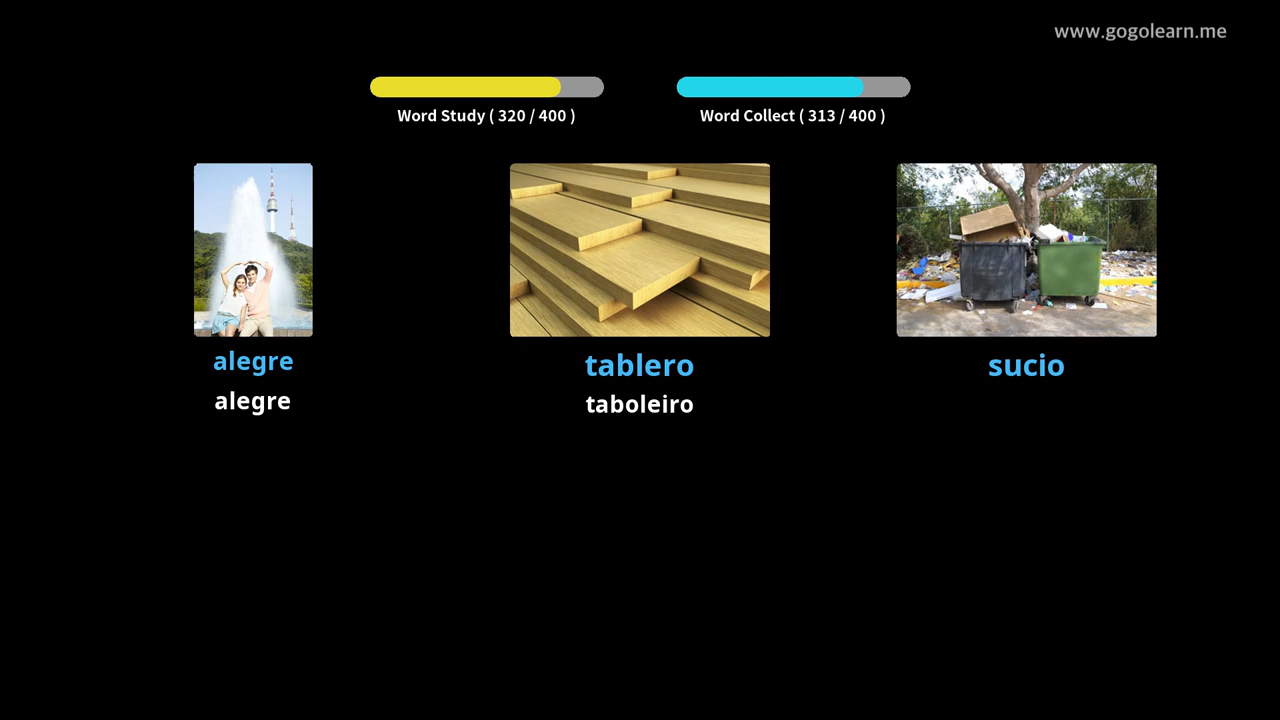 www.gogolearn.me
Word Study ( 320 / 400 )
Word Collect ( 313 / 400 )
alegre
alegre
tablero
taboleiro
sucio